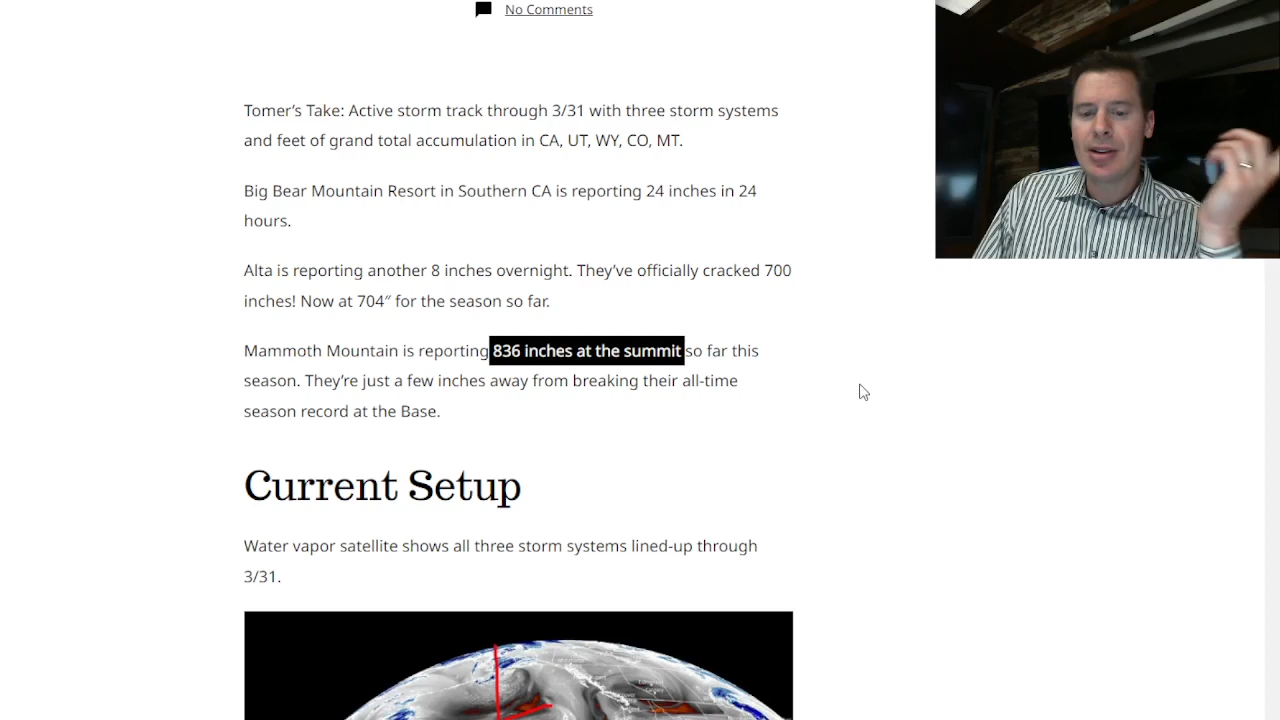 No Comments
Tomer’s Take: Active storm track through 3/31 with three storm systems
and feet of grand total accumulation in CA, UT, WY, CO, MT.
Big Bear Mountain Resort in Southern CA is reporting 24 inches in 24
hours.
Alta is reporting another 8 inches overnight. They’ve officially cracked 700
inches! Now at 704″ for the season so far.
Mammoth Mountain is reporting 836 inches at the summit so far this
season. They’re just a few inches away from breaking their all-time
season record at the Base.
Current Setup
Water vapor satellite shows all three storm systems lined-up through
3/31.